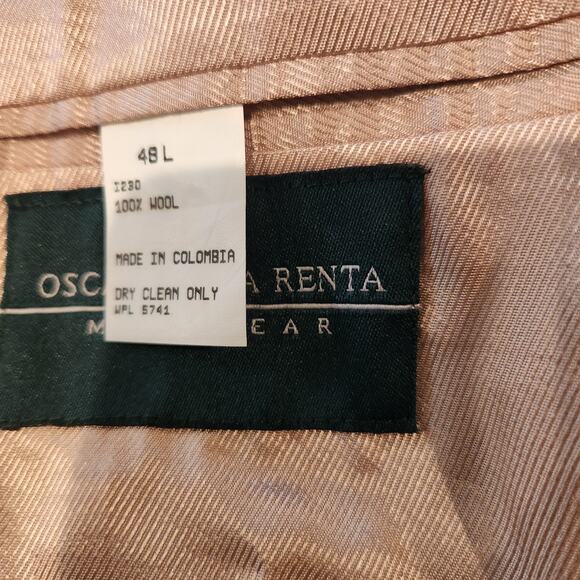 48 L
I230
100% WOOL
MADE IN COLOMBIA
DRY CLEAN ONLY
WPL 5741
OSC A RENTA
M EAR